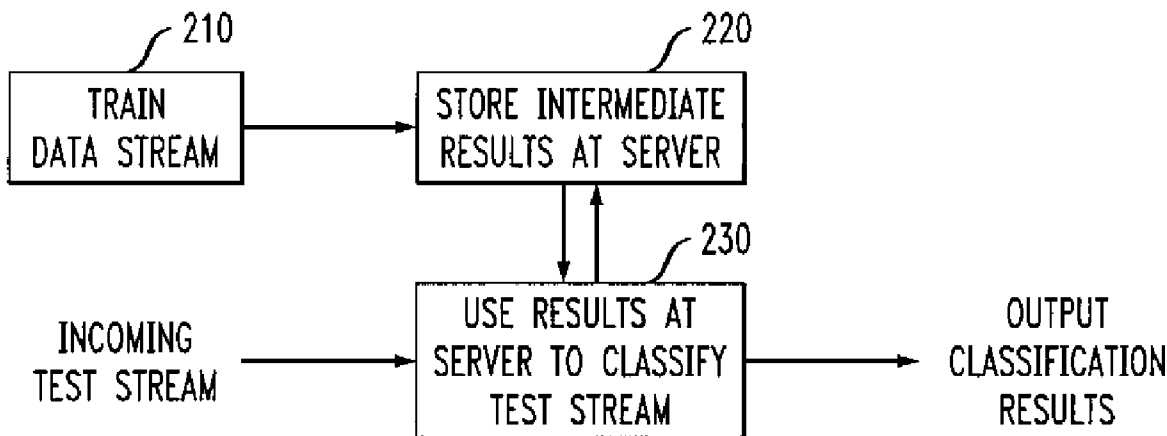 210
TRAIN
DATA STREAM
220
STORE INTERMEDIATE
RESULTS AT SERVER
230
USE RESULTS AT
SERVER TO CLASSIFY
TEST STREAM
INCOMING
TEST STREAM
OUTPUT
CLASSIFICATION
RESULTS